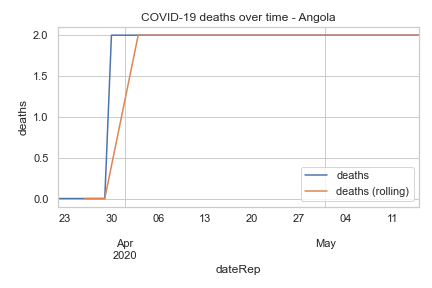 COVID-19 deaths over time - Angola
deaths
2.0
1.5
1.0
0.5
0.0
deaths
deaths (rolling)
23 30 06 13 20 27 04 11
Apr May
2020
dateRep